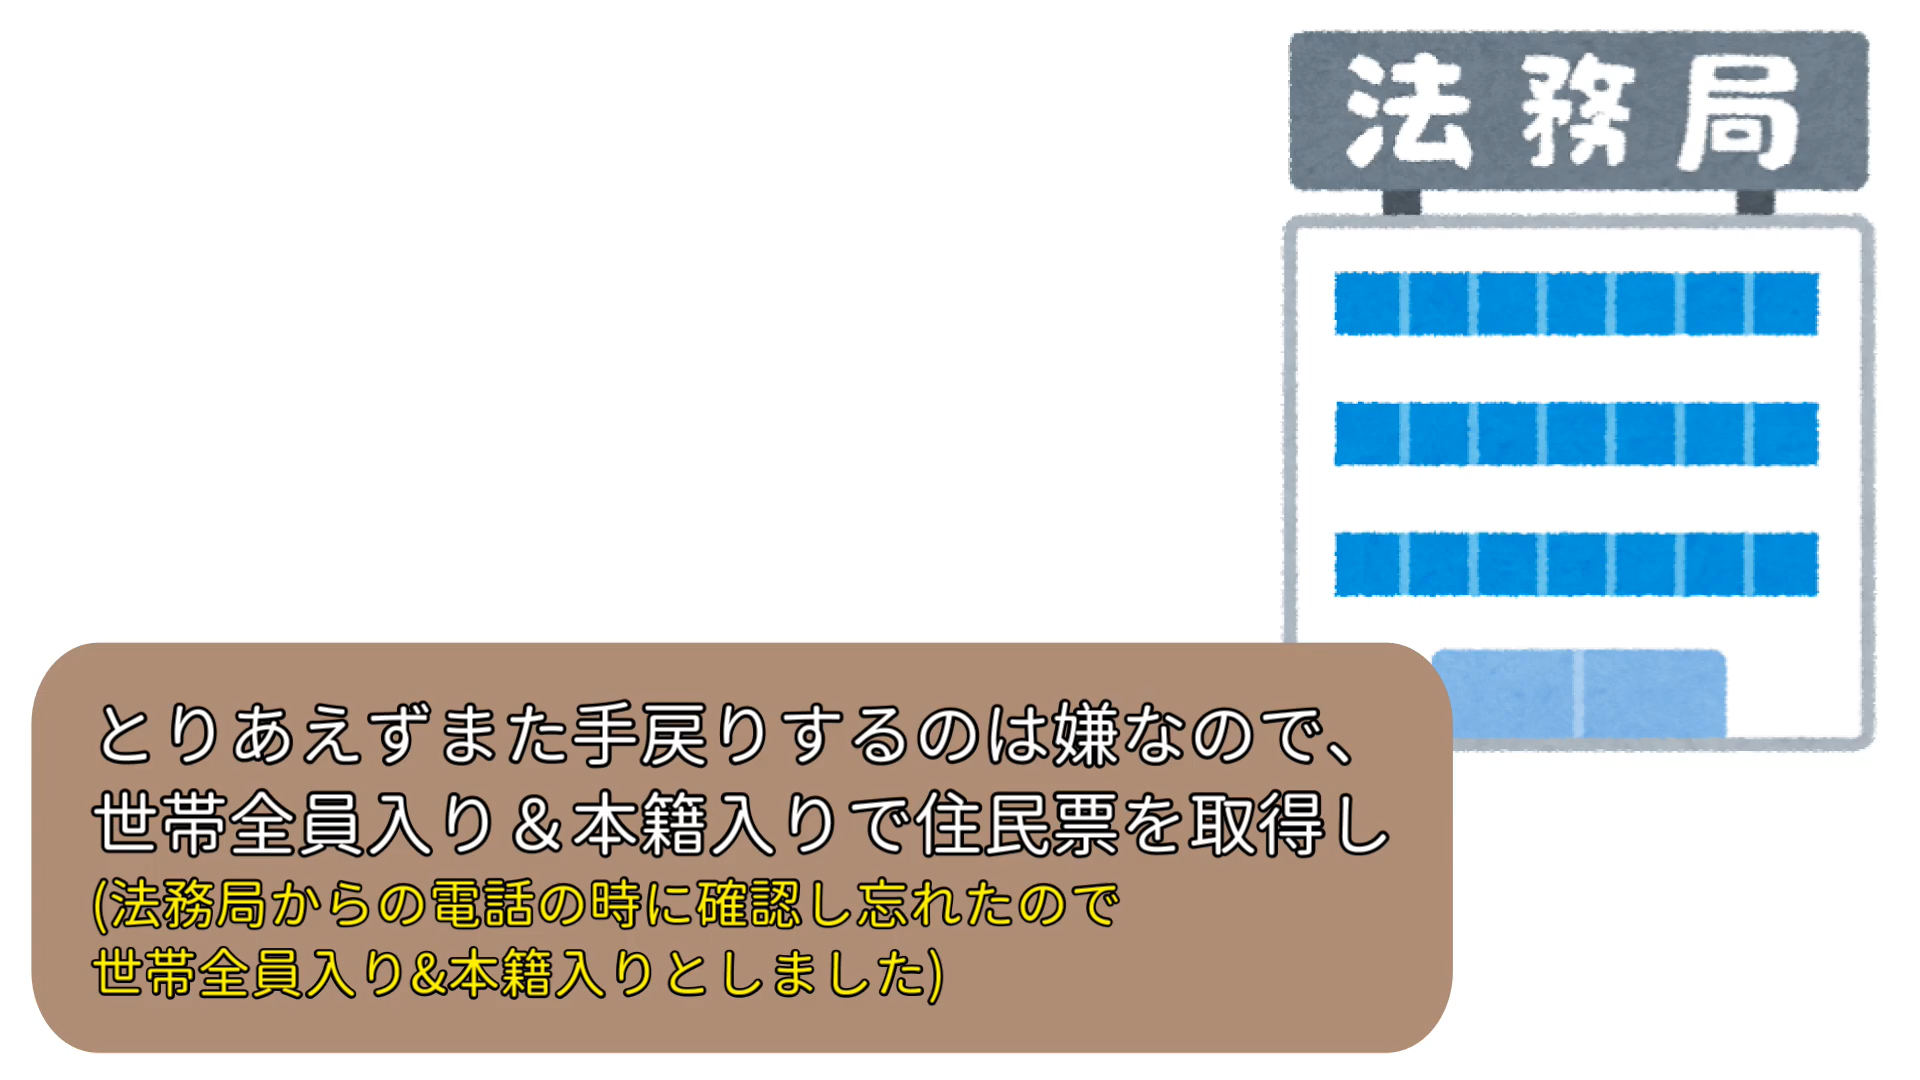 法務局
とりあえずまた手戻りするのは嫌なので、
世帯全員入り＆本籍入りで住民票を取得し
(法務局からの電話の時に確認し忘れたので
世帯全員入り&本籍入りとしました)